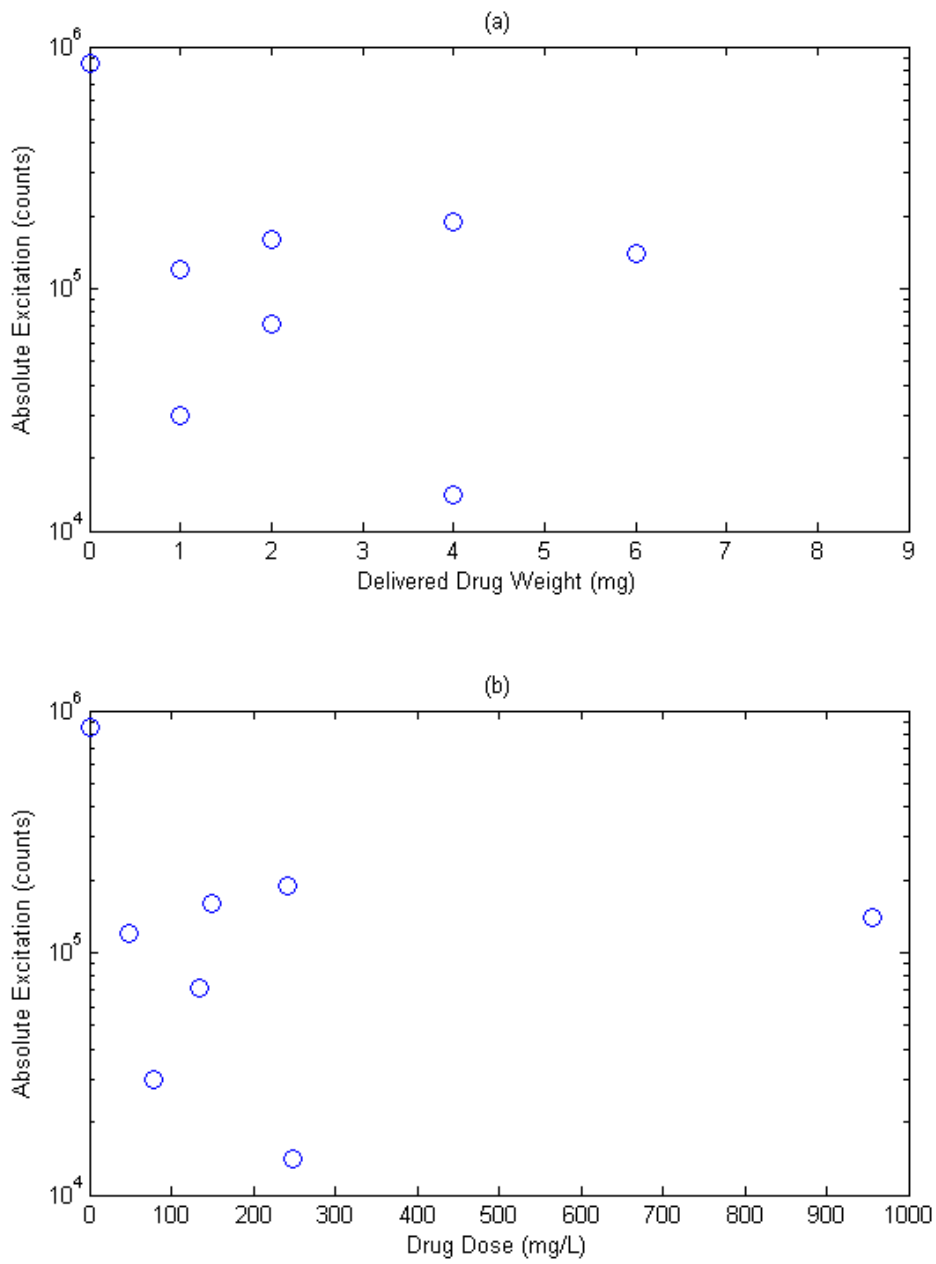 (a)
10^6
10^5
10^4
Absolute Excitation (counts)
0 1 2 3 4 5 6 7 8 9
Delivered Drug Weight (mg)
(b)
10^6
10^5
10^4
Absolute Excitation (counts)
0 100 200 300 400 500 600 700 800 900 1000
Drug Dose (mg/L)